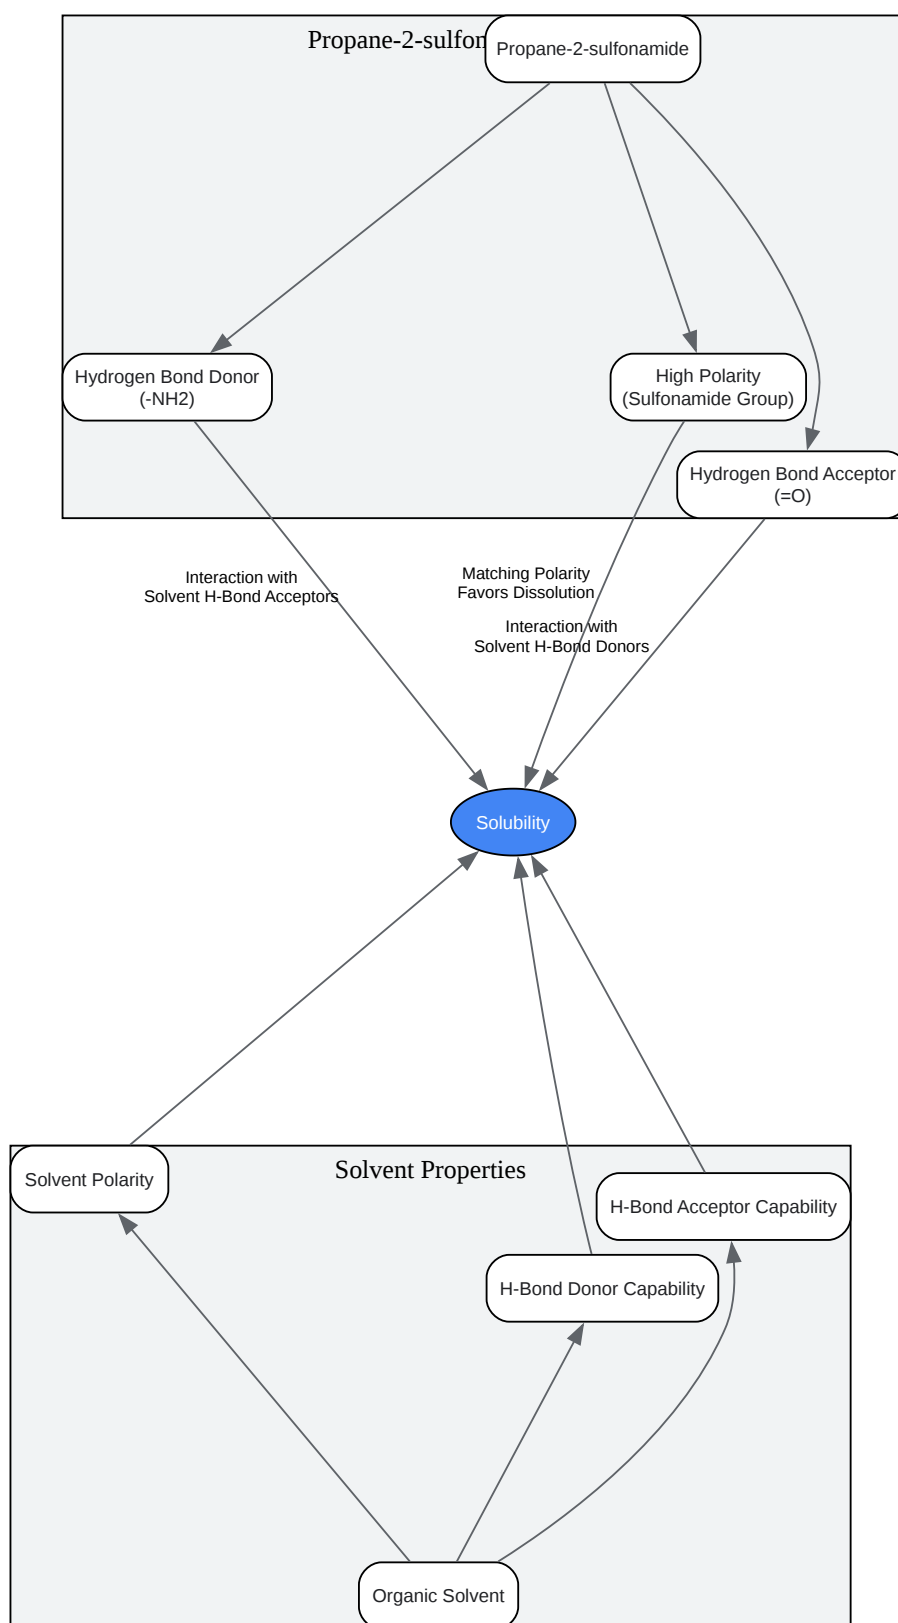 Propane-2-sulfon
Propane-2-sulfonamide
Hydrogen Bond Donor
(-NH2)
High Polarity
(Sulfonamide Group)
Hydrogen Bond Acceptor
(=O)
Interaction with
Solvent H-Bond Acceptors
Matching Polarity
Favors Dissolution
Interaction with
Solvent H-Bond Donors
Solubility
Solvent Properties
Solvent Polarity
H-Bond Acceptor Capability
H-Bond Donor Capability
Organic Solvent